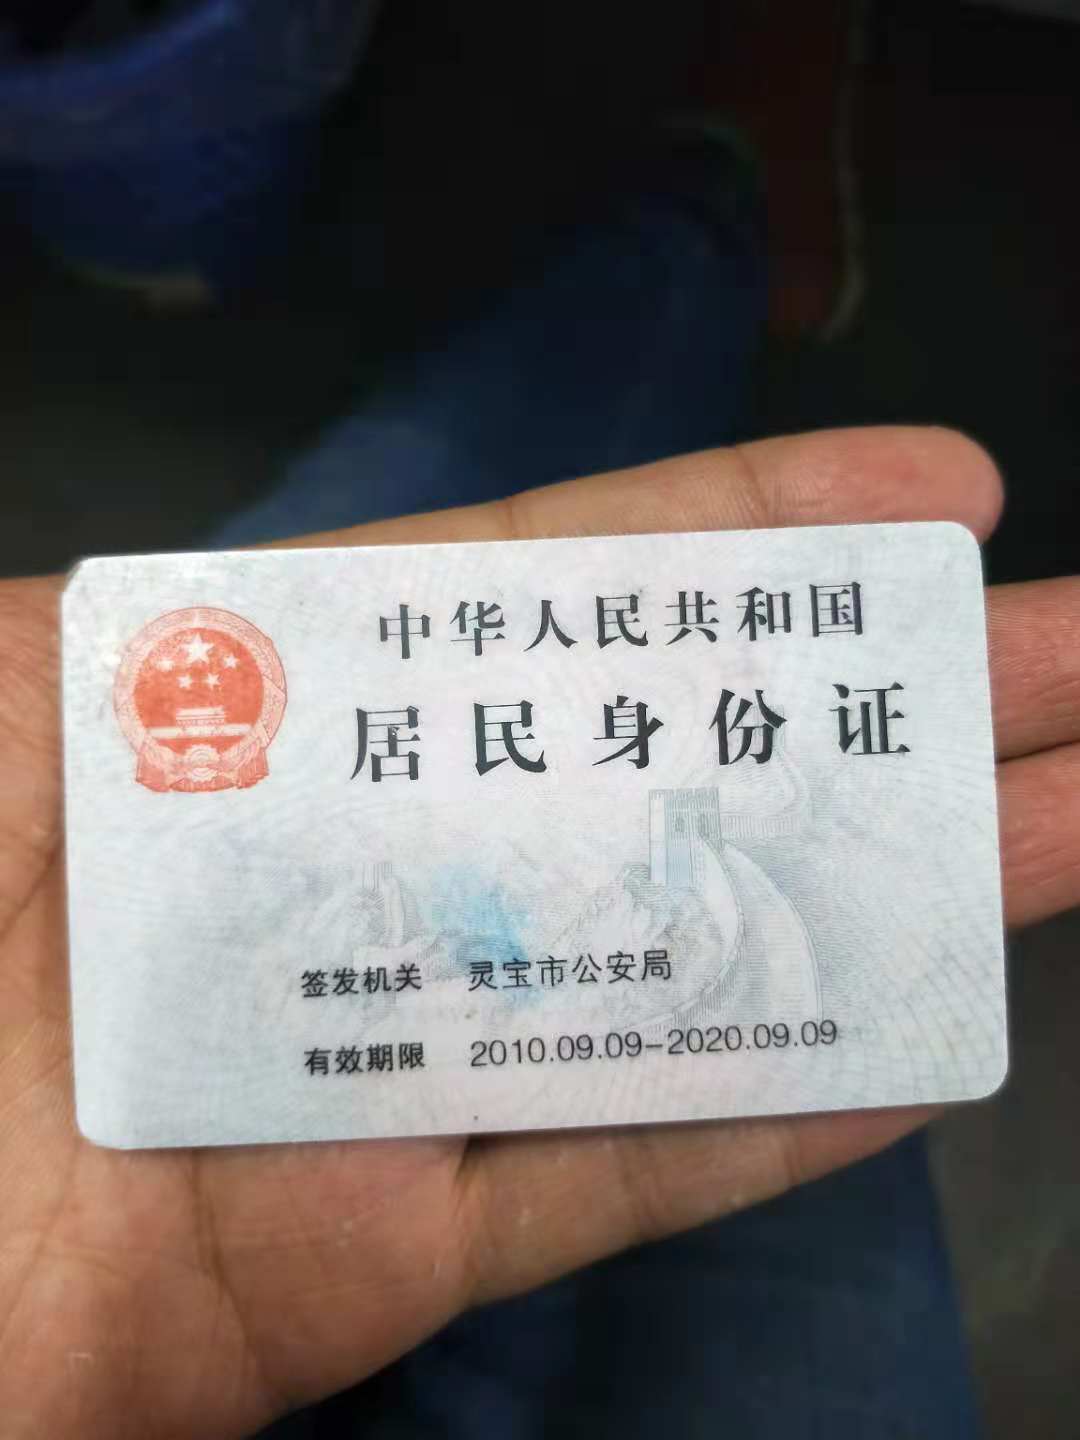 中华人民共和国
居民身份证
签发机关 灵宝市公安局
有效期限 2010.09.09-2020.09.09